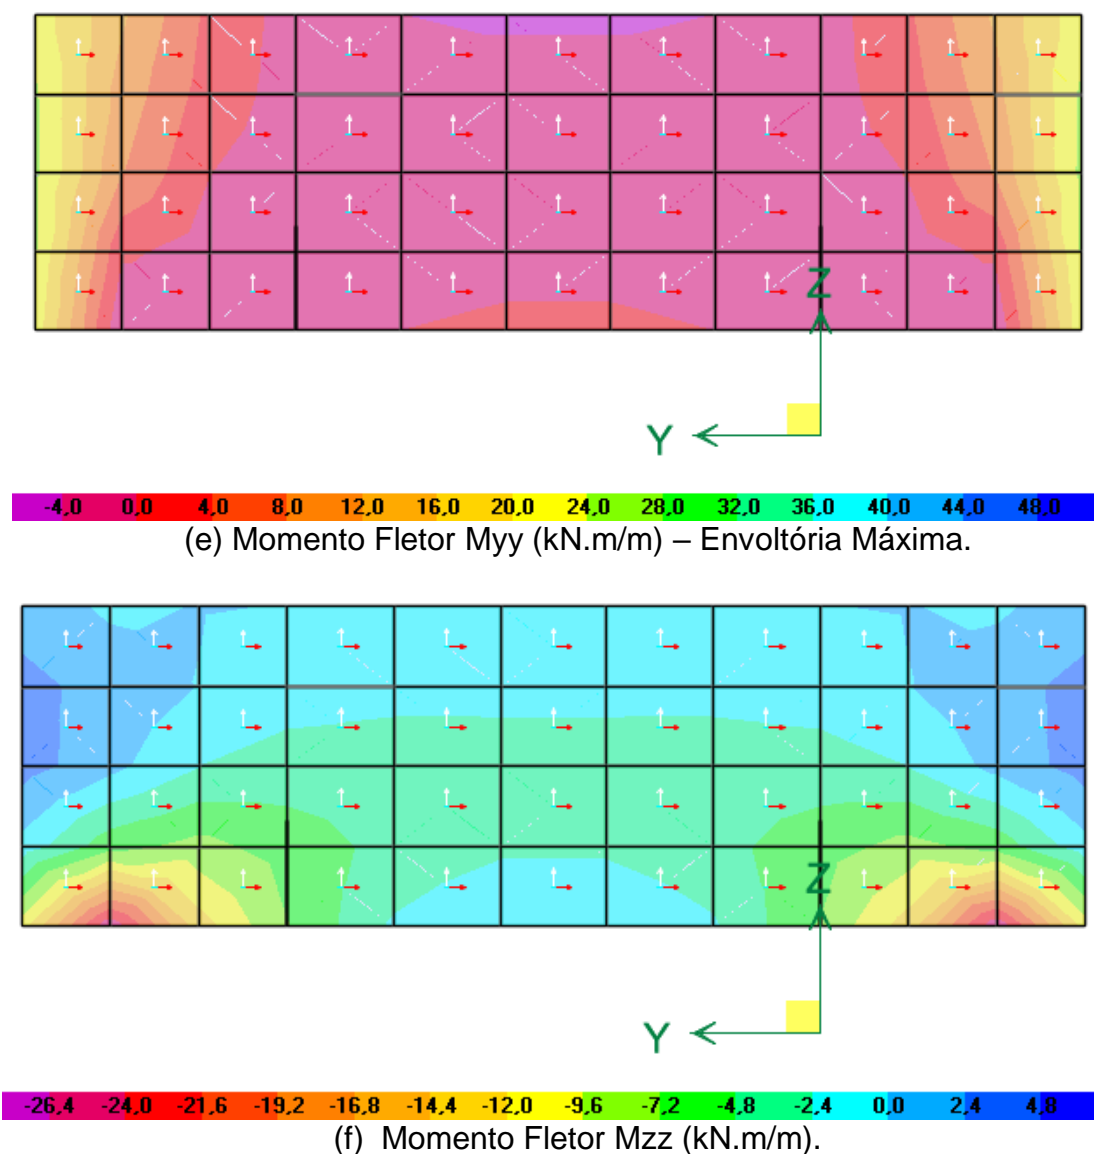 Z
Y
-4,0 0,0 4,0 8,0 12,0 16,0 20,0 24,0 28,0 32,0 36,0 40,0 44,0 48,0
(e) Momento Fletor Myy (kN.m/m) – Envoltória Máxima.
Z
Y
-26,4 -24,0 -21,6 -19,2 -16,8 -14,4 -12,0 -9,6 -7,2 -4,8 -2,4 0,0 2,4 4,8
(f) Momento Fletor Mzz (kN.m/m).